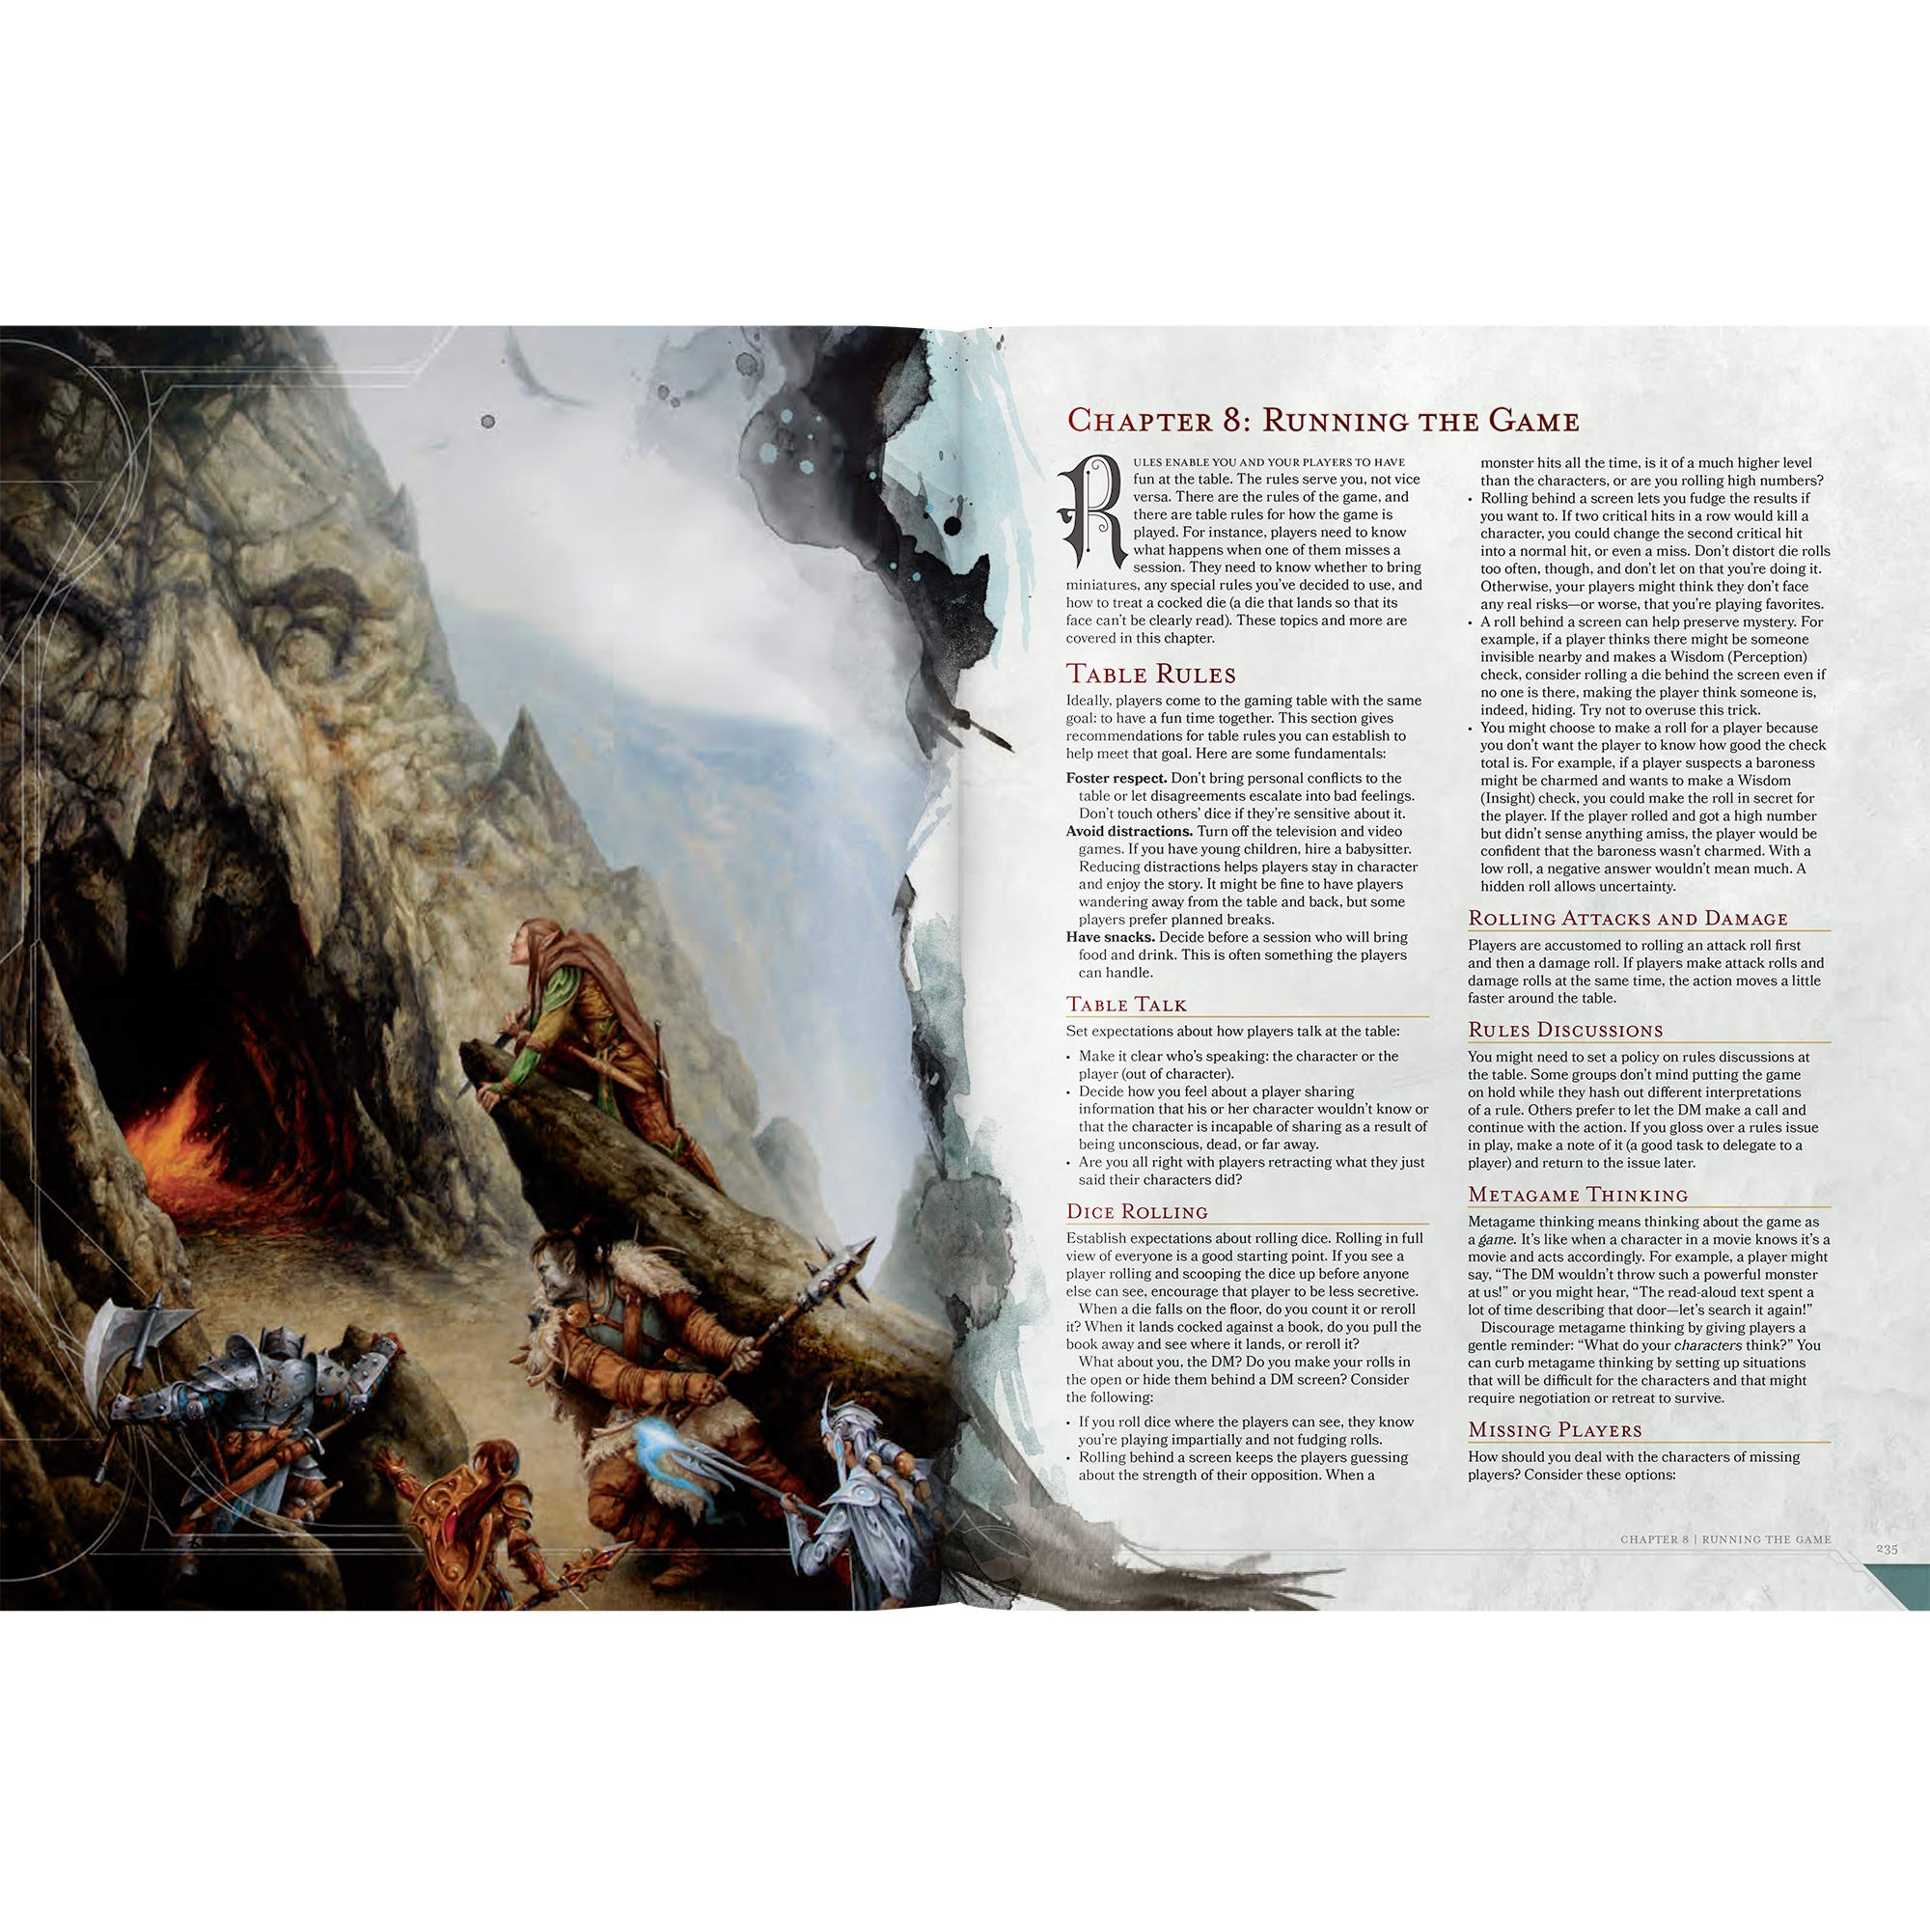 CHAPTER 8: RUNNING THE GAME
RULES ENABLE YOU AND YOUR PLAYERS TO HAVE
fun at the table. The rules serve you, not vice
versa. There are the rules of the game, and
there are table rules for how the game is
played. For instance, players need to know
what happens when one of them misses a
session. They need to know whether to bring
miniatures, any special rules you've decided to use, and
how to treat a cocked die (a die that lands so that its
face can't be clearly read). These topics and more are
covered in this chapter.
TABLE RULES
Ideally, players come to the gaming table with the same
goal: to have a fun time together. This section gives
recommendations for table rules you can establish to
help meet that goal. Here are some fundamentals:
Foster respect. Don't bring personal conflicts to the
table or let disagreements escalate into bad feelings.
Don't touch others' dice if they're sensitive about it.
Avoid distractions. Turn off the television and video
games. If you have young children, hire a babysitter.
Reducing distractions helps players stay in character
and enjoy the story. It might be fine to have players
wandering away from the table and back, but some
players prefer planned breaks.
Have snacks. Decide before a session who will bring
food and drink. This is often something the players
can handle.
TABLE TALK
Set expectations about how players talk at the table:
• Make it clear who's speaking: the character or the
player (out of character).
• Decide how you feel about a player sharing
information that his or her character wouldn't know or
that the character is incapable of sharing as a result of
being unconscious, dead, or far away.
• Are you all right with players retracting what they just
said their characters did?
DICE ROLLING
Establish expectations about rolling dice. Rolling in full
view of everyone is a good starting point. If you see a
player rolling and scooping the dice up before anyone
else can see, encourage that player to be less secretive.
When a die falls on the floor, do you count it or reroll
it? When it lands cocked against a book, do you pull the
book away and see where it lands, or reroll it?
What about you, the DM? Do you make your rolls in
the open or hide them behind a DM screen? Consider
the following:
• If you roll dice where the players can see, they know
you're playing impartially and not fudging rolls.
• Rolling behind a screen keeps the players guessing
about the strength of their opposition. When a
monster hits all the time, is it of a much higher level
than the characters, or are you rolling high numbers?
• Rolling behind a screen lets you fudge the results if
you want to. If two critical hits in a row would kill a
character, you could change the second critical hit
into a normal hit, or even a miss. Don't distort die rolls
too often, though, and don't let on that you're doing it.
Otherwise, your players might think they don't face
any real risks—or worse, that you're playing favorites.
• A roll behind a screen can help preserve mystery. For
example, if a player thinks there might be someone
invisible nearby and makes a Wisdom (Perception)
check, consider rolling a die behind the screen even if
no one is there, making the player think someone is,
indeed, hiding. Try not to overuse this trick.
• You might choose to make a roll for a player because
you don't want the player to know how good the check
total is. For example, if a player suspects a baroness
might be charmed and wants to make a Wisdom
(Insight) check, you could make the roll in secret for
the player. If the player rolled and got a high number
but didn't sense anything amiss, the player would be
confident that the baroness wasn't charmed. With a
low roll, a negative answer wouldn't mean much. A
hidden roll allows uncertainty.
ROLLING ATTACKS AND DAMAGE
Players are accustomed to rolling an attack roll first
and then a damage roll. If players make attack rolls and
damage rolls at the same time, the action moves a little
faster around the table.
RULES DISCUSSIONS
You might need to set a policy on rules discussions at
the table. Some groups don't mind putting the game
on hold while they hash out different interpretations
of a rule. Others prefer to let the DM make a call and
continue with the action. If you gloss over a rules issue
in play, make a note of it (a good task to delegate to a
player) and return to the issue later.
METAGAME THINKING
Metagame thinking means thinking about the game as
a game. It's like when a character in a movie knows it's a
movie and acts accordingly. For example, a player might
say, "The DM wouldn't throw such a powerful monster
at us!" or you might hear, "The read-aloud text spent a
lot of time describing that door—let's search it again!"
Discourage metagame thinking by giving players a
gentle reminder: "What do your characters think?" You
can curb metagame thinking by setting up situations
that will be difficult for the characters and that might
require negotiation or retreat to survive.
MISSING PLAYERS
How should you deal with the characters of missing
players? Consider these options:
CHAPTER 8 | RUNNING THE GAME
235